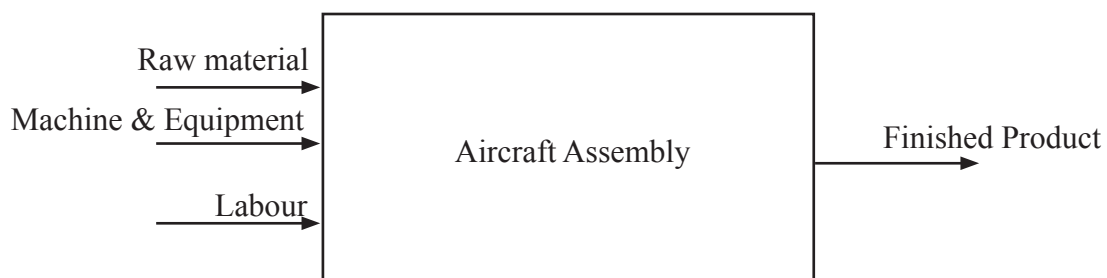 Raw material
Machine & Equipment
Labour
Aircraft Assembly
Finished Product